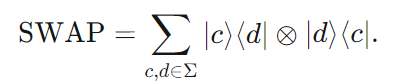 SWAP = ∑_{c,d∈Σ} |c⟩⟨d| ⊗ |d⟩⟨c|.